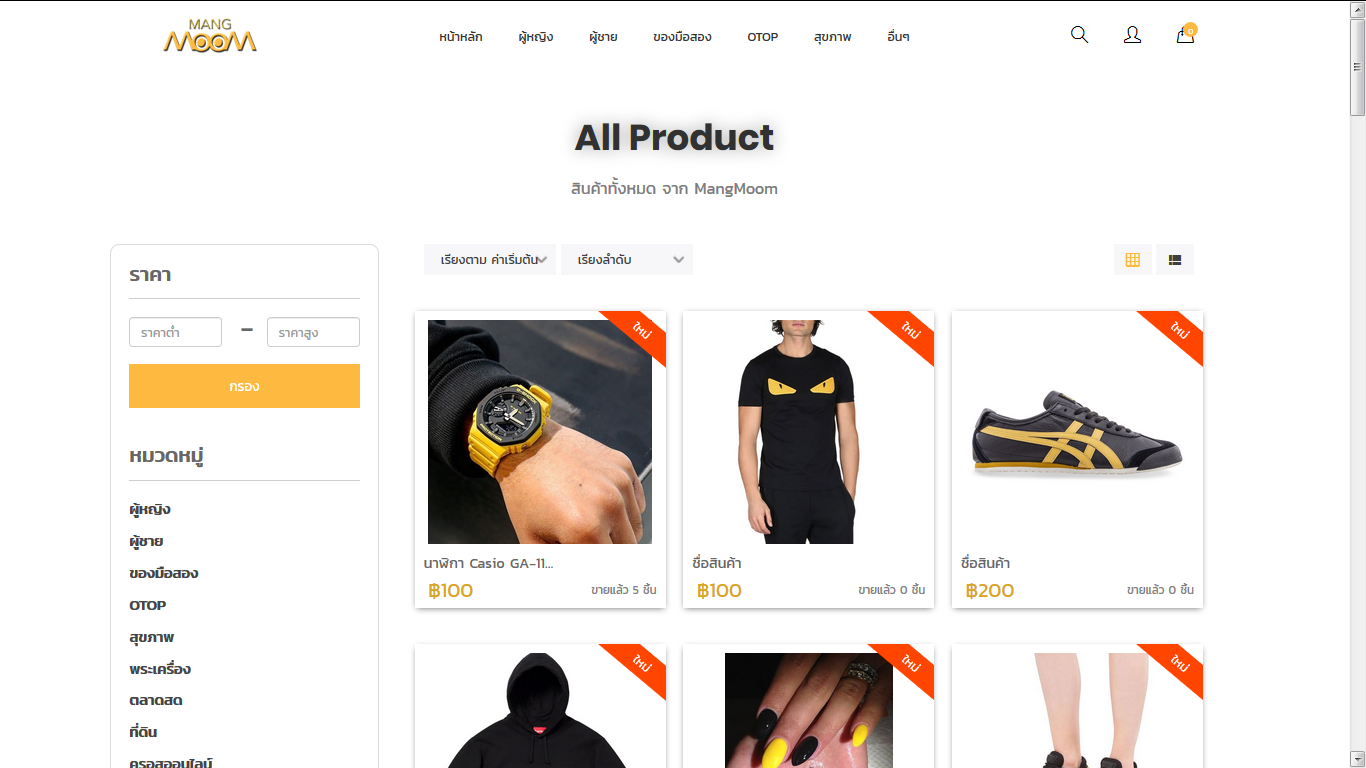 MANG
MOOM
หน้าหลัก ผู้หญิง ผู้ชาย ของมือสอง OTOP สุขภาพ อื่นๆ
0
All Product
สินค้าทั้งหมด จาก MangMoom
ราคา
ราคาต่ำ – ราคาสูง
กรอง
หมวดหมู่
ผู้หญิง
ผู้ชาย
ของมือสอง
OTOP
สุขภาพ
พระเครื่อง
ตลาดสด
ที่ดิน
คอสออนไลน์
เรียงตาม ค่าเริ่มต้น เรียงลำดับ
ใหม่
นาฬิกา Casio GA-11...
฿100 ขายแล้ว 5 ชิ้น
ใหม่
ชื่อสินค้า
฿100 ขายแล้ว 0 ชิ้น
ใหม่
ชื่อสินค้า
฿200 ขายแล้ว 0 ชิ้น
ใหม่
ใหม่
ใหม่